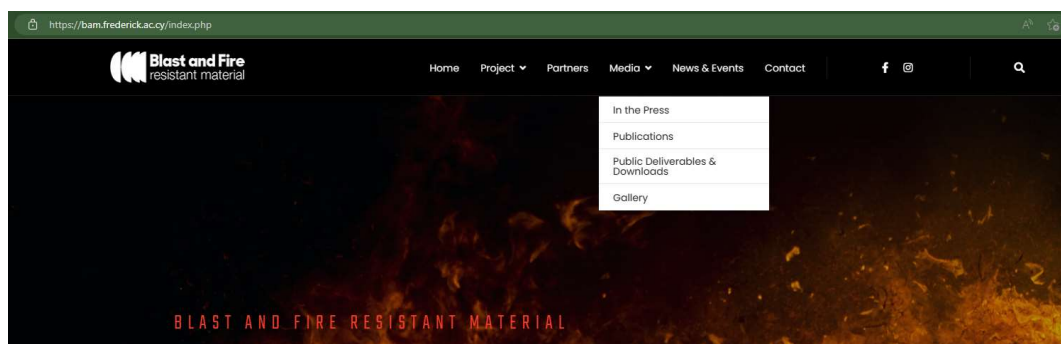 https://bam.frederick.ac.cy/index.php
Blast and Fire
resistant material
Home Project Partners Media News & Events Contact
In the Press
Publications
Public Deliverables &
Downloads
Gallery
BLAST AND FIRE RESISTANT MATERIAL